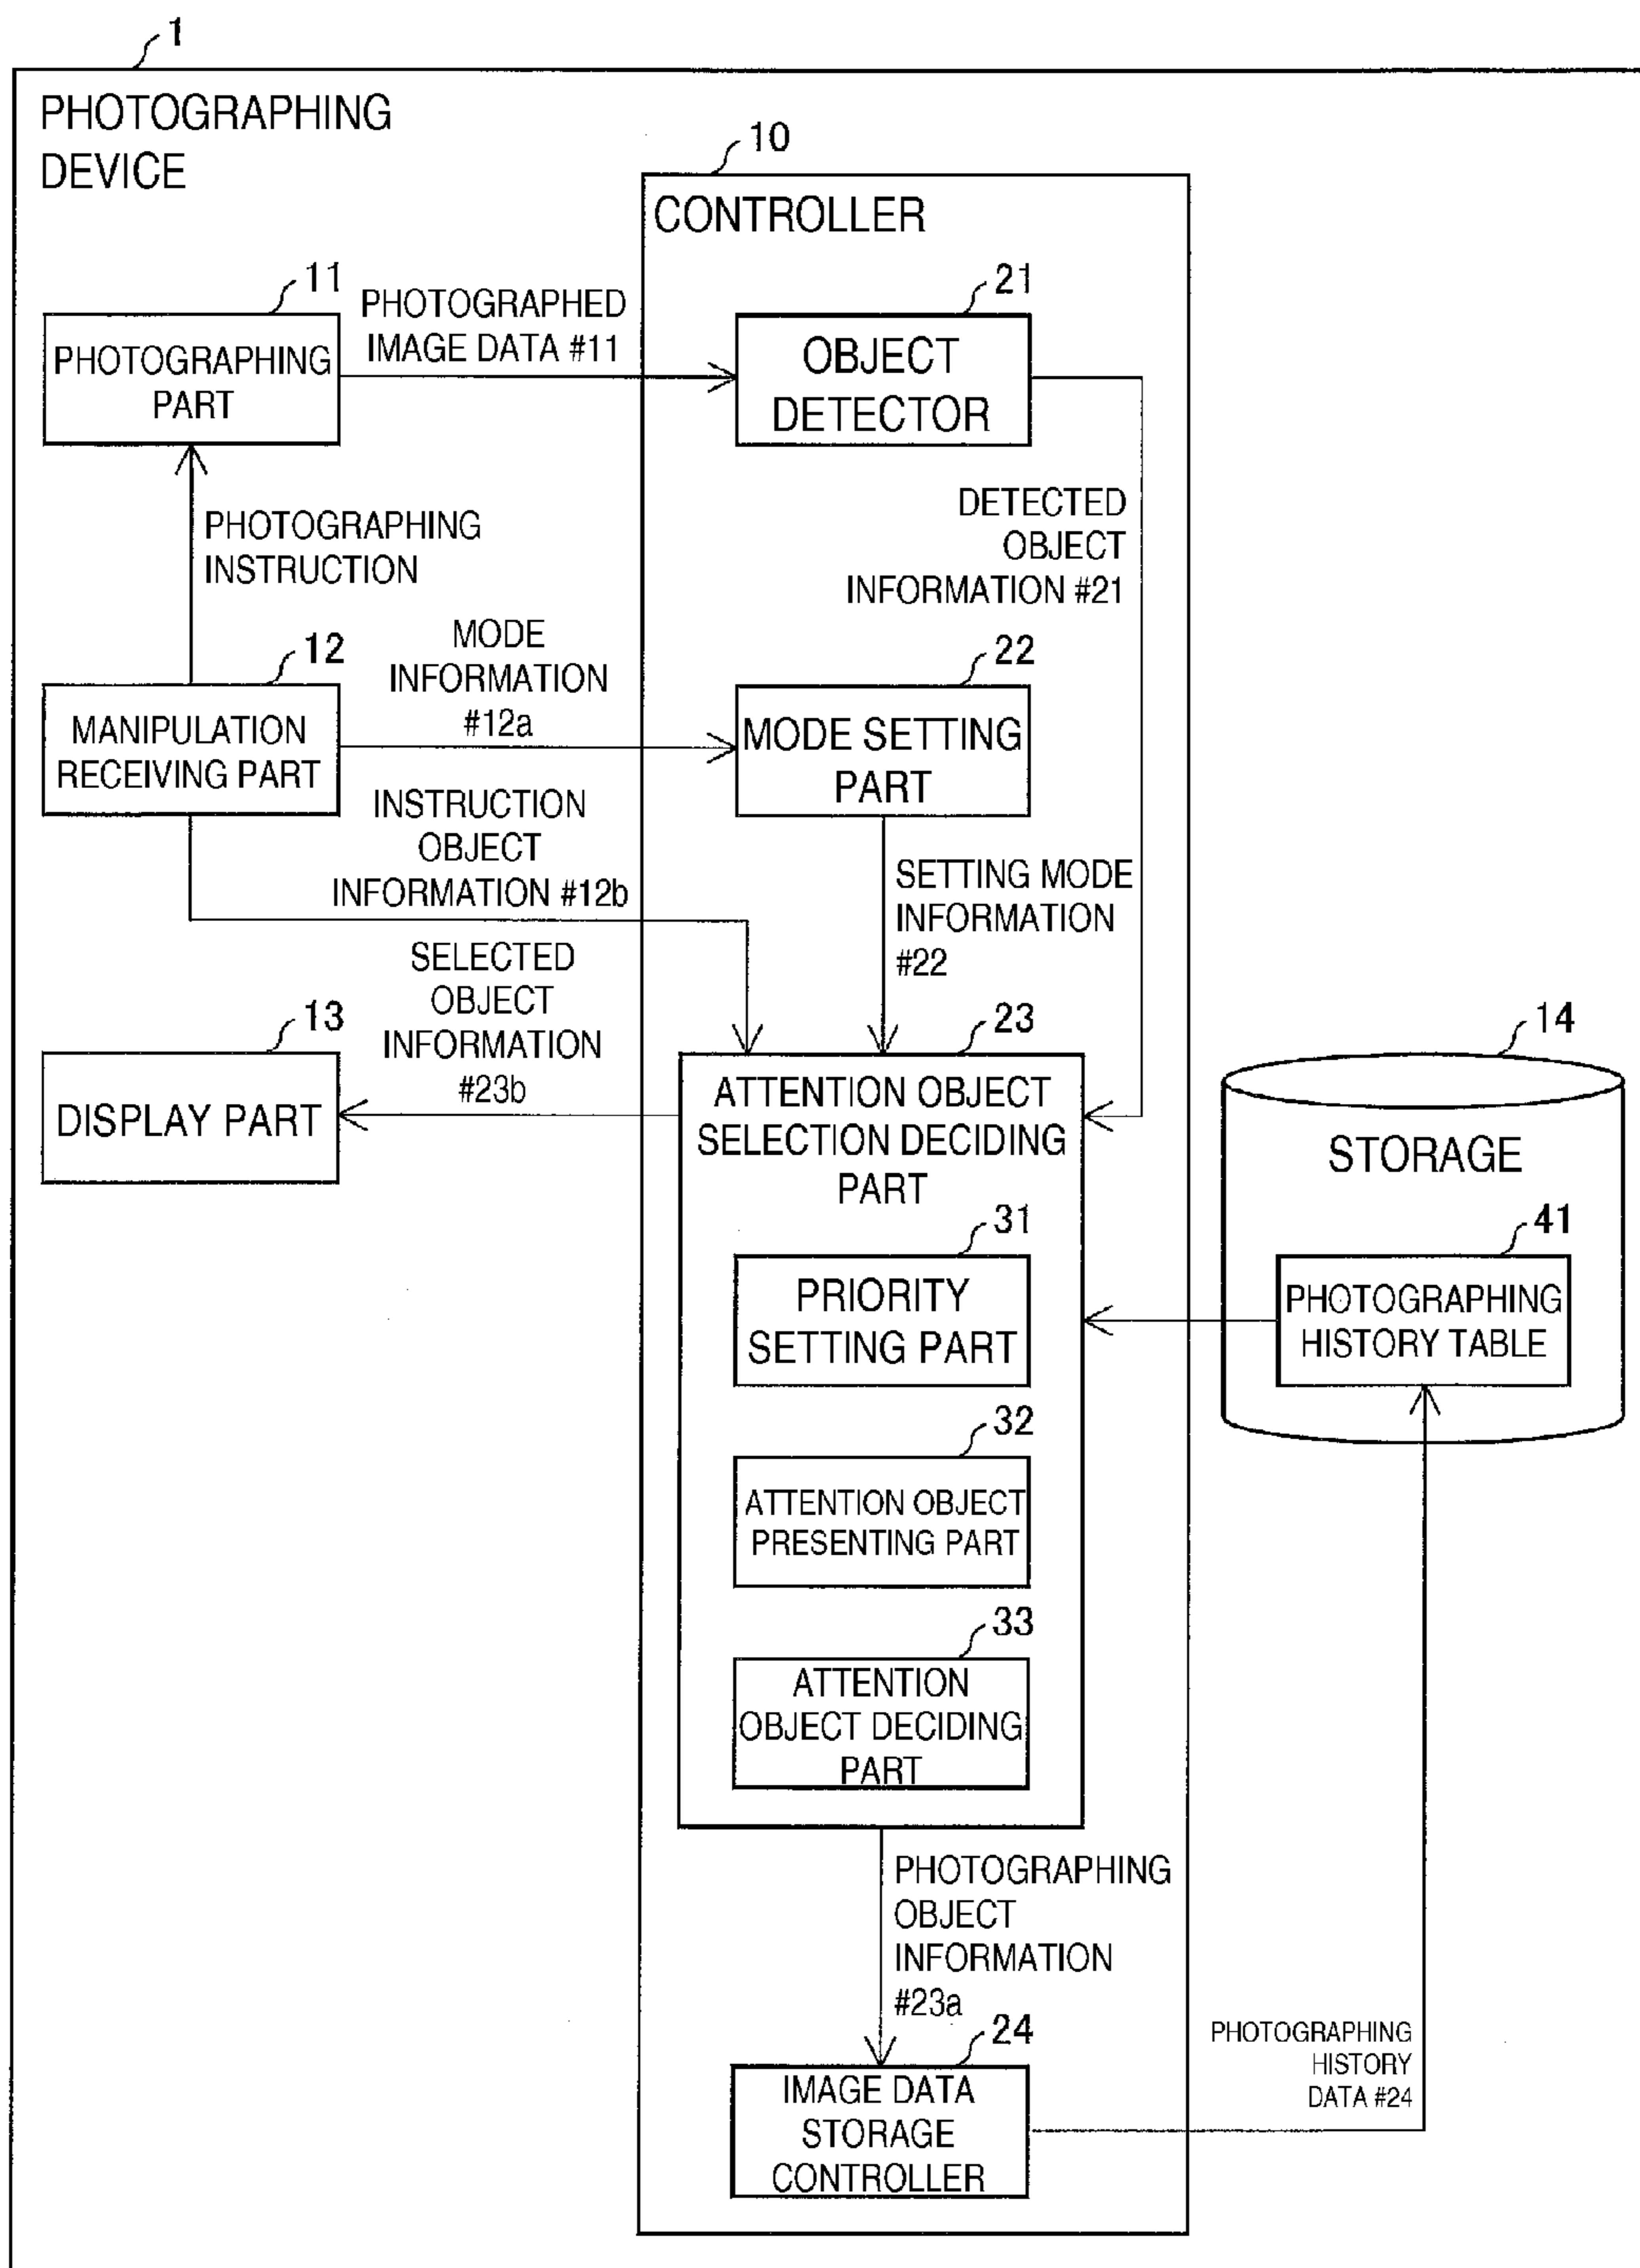 1
PHOTOGRAPHING
DEVICE
10
CONTROLLER
11
PHOTOGRAPHING
PART
PHOTOGRAPHED
IMAGE DATA #11
21
OBJECT
DETECTOR
PHOTOGRAPHING
INSTRUCTION
DETECTED
OBJECT
INFORMATION #21
12
MANIPULATION
RECEIVING PART
MODE
INFORMATION
#12a
22
MODE SETTING
PART
INSTRUCTION
OBJECT
INFORMATION #12b
SETTING MODE
INFORMATION
#22
SELECTED
OBJECT
INFORMATION
#23b
13
DISPLAY PART
23
ATTENTION OBJECT
SELECTION DECIDING
PART
14
STORAGE
31
PRIORITY
SETTING PART
41
PHOTOGRAPHING
HISTORY TABLE
32
ATTENTION OBJECT
PRESENTING PART
33
ATTENTION
OBJECT DECIDING
PART
PHOTOGRAPHING
OBJECT
INFORMATION
#23a
24
IMAGE DATA
STORAGE
CONTROLLER
PHOTOGRAPHING
HISTORY
DATA #24